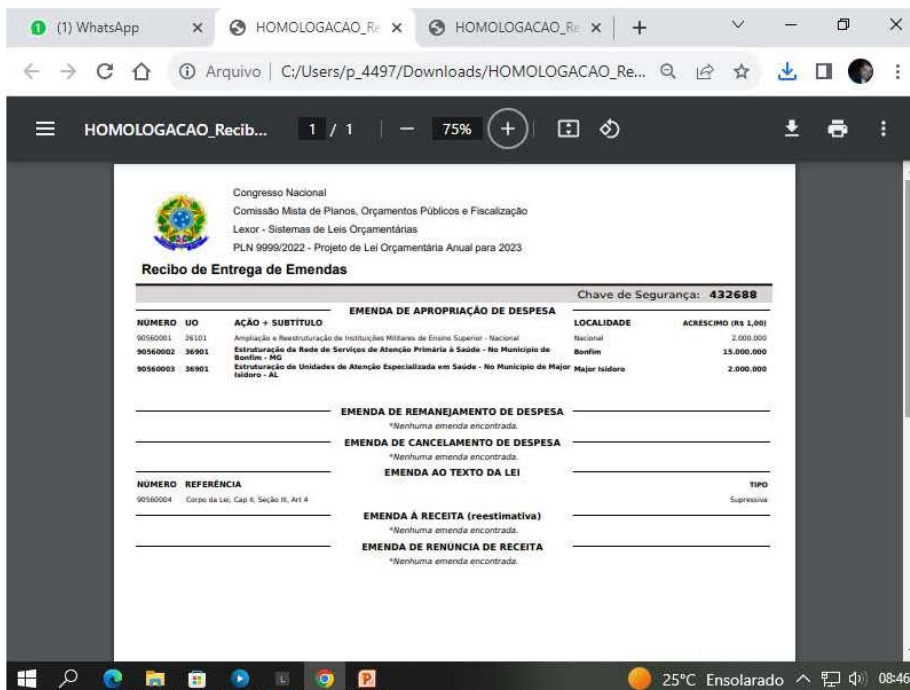 (1) WhatsApp
HOMOLOGACAO_Re
HOMOLOGACAO_Re
Arquivo C:/Users/p_4497/Downloads/HOMOLOGACAO_Re...
HOMOLOGACAO_Recib... 1 / 1 75%
Congresso Nacional
Comissão Mista de Planos, Orçamentos Públicos e Fiscalização
Lexor - Sistemas de Leis Orçamentárias
PLN 9999/2022 - Projeto de Lei Orçamentária Anual para 2023
Recibo de Entrega de Emendas
Chave de Segurança: 432688
EMENDA DE APROPRIAÇÃO DE DESPESA
NÚMERO UO AÇÃO + SUBTÍTULO LOCALIDADE ACRÉSCIMO (R$ 1,00)
90560001 26101 Ampliação e Reestruturação de Instituições Militares de Ensino Superior - Nacional Nacional 2.000.000
90560002 36901 Estruturação da Rede de Serviços de Atenção Primária à Saúde - No Município de Bonfim 15.000.000
Bonfim - MG
90560003 36901 Estruturação de Unidades de Atenção Especializada em Saúde - No Município de Major Major Isidoro 2.000.000
Isidoro - AL
EMENDA DE REMANEJAMENTO DE DESPESA
*Nenhuma emenda encontrada.
EMENDA DE CANCELAMENTO DE DESPESA
*Nenhuma emenda encontrada.
EMENDA AO TEXTO DA LEI
NÚMERO REFERÊNCIA TIPO
90560004 Corpo da Lei, Cap II, Seção III, Art 4 Supressiva
EMENDA À RECEITA (reestimativa)
*Nenhuma emenda encontrada.
EMENDA DE RENÚNCIA DE RECEITA
*Nenhuma emenda encontrada.
25°C Ensolarado 08:46